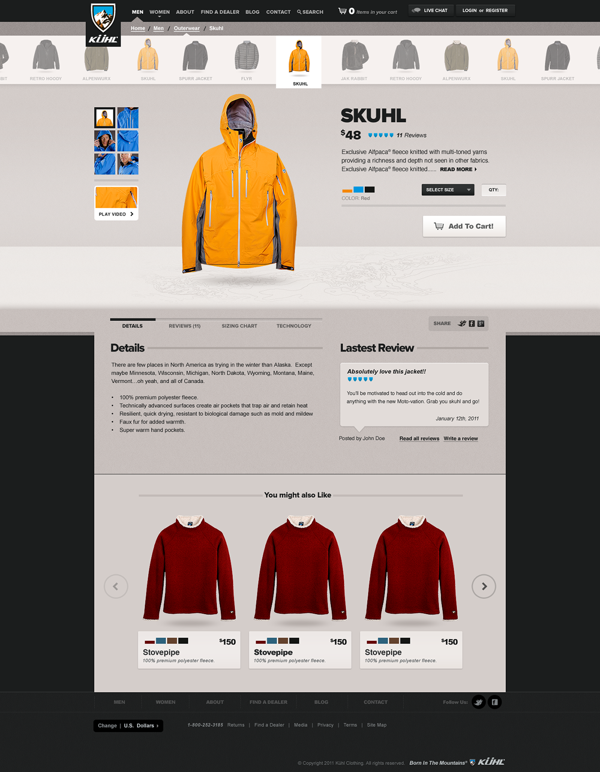 MEN WOMEN ABOUT FIND A DEALER BLOG CONTACT SEARCH 0 items in your cart LIVE CHAT LOGIN or REGISTER
KÜHL
Home / Men / Outerwear / Skuhl
RETRO HOODY ALPHAWERX SKUHL SPURR JACKET FLYR SKUHL JAK RABBIT RETRO HOODY ALPHAWERX SKUHL SPURR JACKET
SKUHL
$48 11 Reviews
Exclusive Alfpaca® fleece knitted with multi-toned yarns
providing a richness and depth not seen in other fabrics.
Exclusive Alfpaca® fleece knitted..... READ MORE >
SELECT SIZE QTY:
COLOR: Red
PLAY VIDEO >
Add To Cart!
DETAILS REVIEWS (11) SIZING CHART TECHNOLOGY
SHARE
Details
There are few places in North America as trying in the winter than Alaska. Except
maybe Minnesota, Wisconsin, Michigan, North Dakota, Wyoming, Montana, Maine,
Vermont...oh yeah, and all of Canada.
• 100% premium polyester fleece.
• Technically advanced surfaces create air pockets that trap air and retain heat
• Resilient, quick drying, resistant to biological damage such as mold and mildew
• Faux fur for added warmth.
• Super warm hand pockets.
Lastest Review
Absolutely love this jacket!!
You'll be motivated to head out into the cold and do
anything with the new Moto-vation. Grab you skuhl and go!
January 12th, 2011
Posted by John Doe Read all reviews Write a review
You might also Like
$150 $150 $150
Stovepipe Stovepipe Stovepipe
100% premium polyester fleece. 100% premium polyester fleece. 100% premium polyester fleece.
MEN WOMEN ABOUT FIND A DEALER BLOG CONTACT Follow Us:
Change | U.S. Dollars >
1-800-252-3155 Returns | Find a Dealer | Media | Privacy | Terms | Site Map
© Copyright 2011 Kühl Clothing. All rights reserved. Born In The Mountains® KÜHL